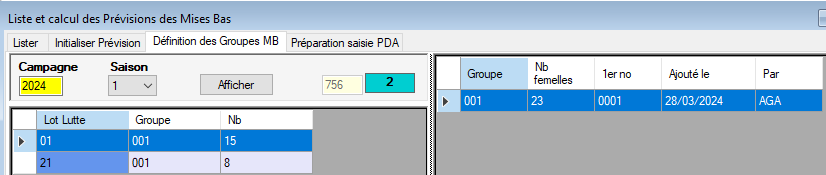 Liste et calcul des Prévisions des Mises Bas
Lister Initialiser Prévision Définition des Groupes MB Préparation saisie PDA
Campagne Saison
2024 1 Afficher 756 2
Lot Lutte Groupe Nb
01 001 15
21 001 8
Groupe Nb femelles 1er no Ajouté le Par
001 23 0001 28/03/2024 AGA